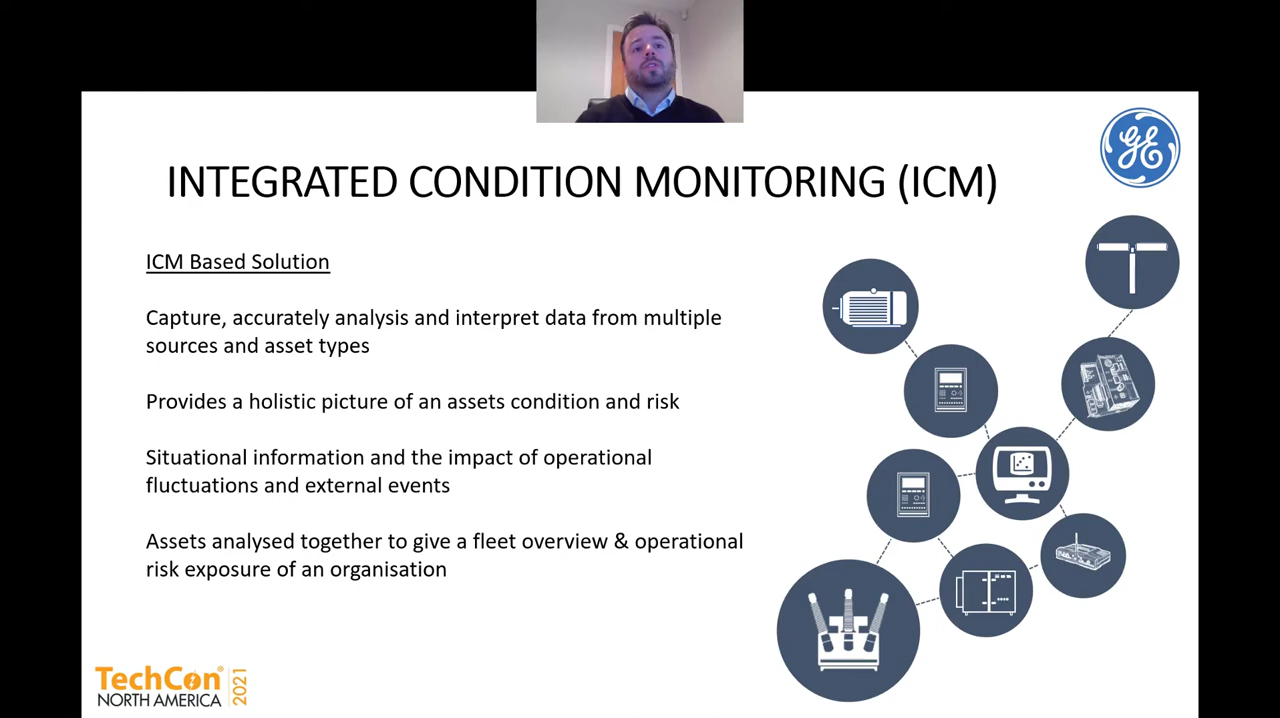 INTEGRATED CONDITION MONITORING (ICM)
GE
ICM Based Solution
Capture, accurately analysis and interpret data from multiple
sources and asset types
Provides a holistic picture of an assets condition and risk
Situational information and the impact of operational
fluctuations and external events
Assets analysed together to give a fleet overview & operational
risk exposure of an organisation
TechCon®
NORTH AMERICA
2021